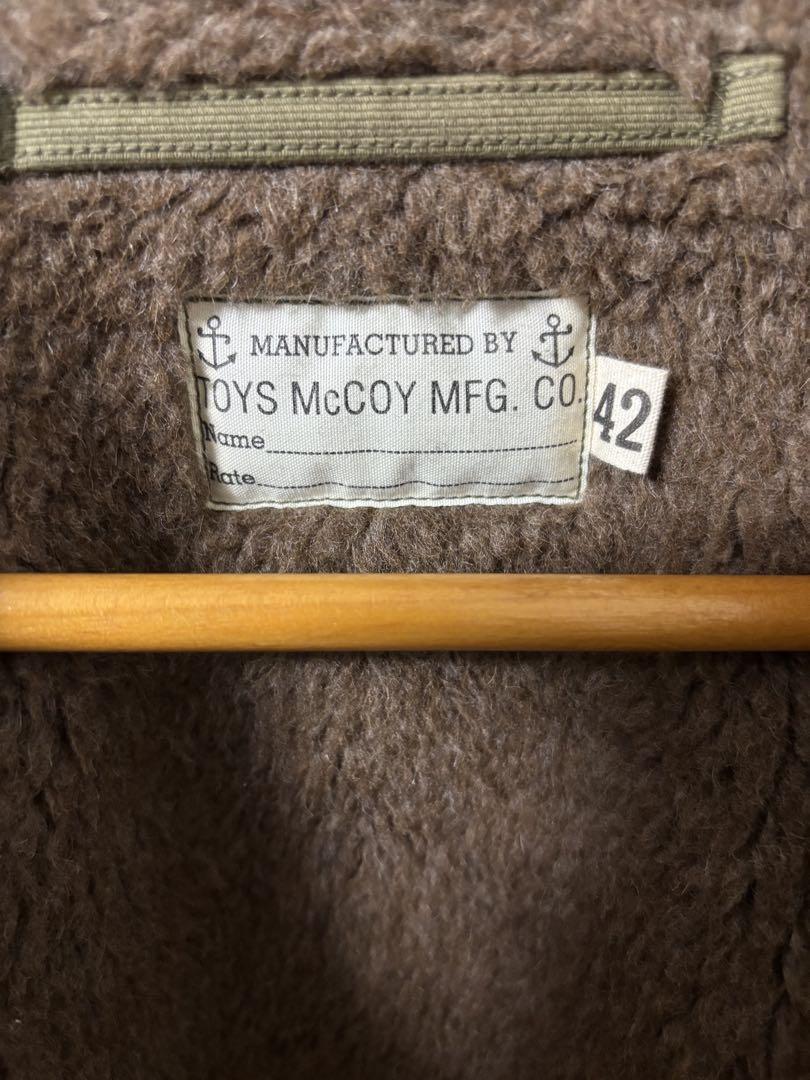 MANUFACTURED BY
TOYS McCOY MFG. CO.
Name
Rate
42